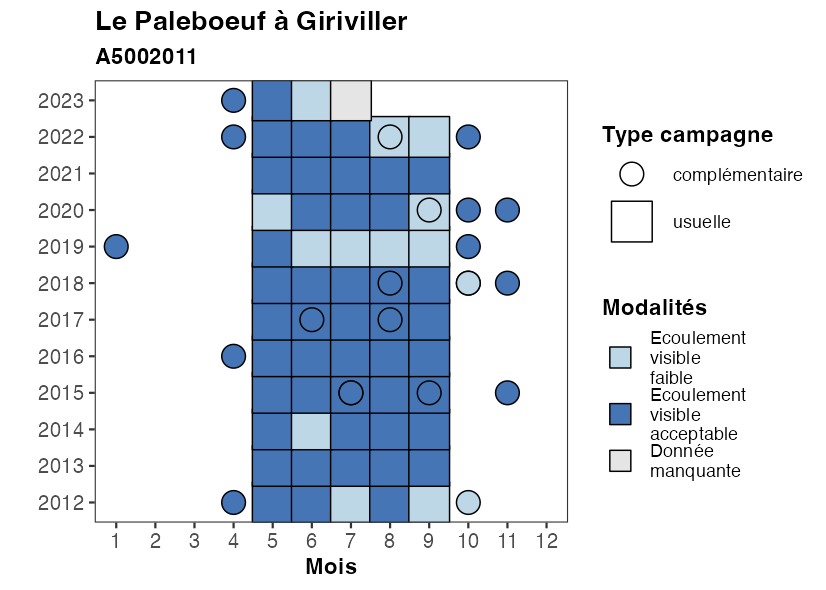 Le Paleboeuf à Giriviller
A5002011
2023
2022
2021
2020
2019
2018
2017
2016
2015
2014
2013
2012
1 2 3 4 5 6 7 8 9 10 11 12
Mois
Type campagne
complémentaire
usuelle
Modalités
Ecoulement
visible
faible
Ecoulement
visible
acceptable
Donnée
manquante